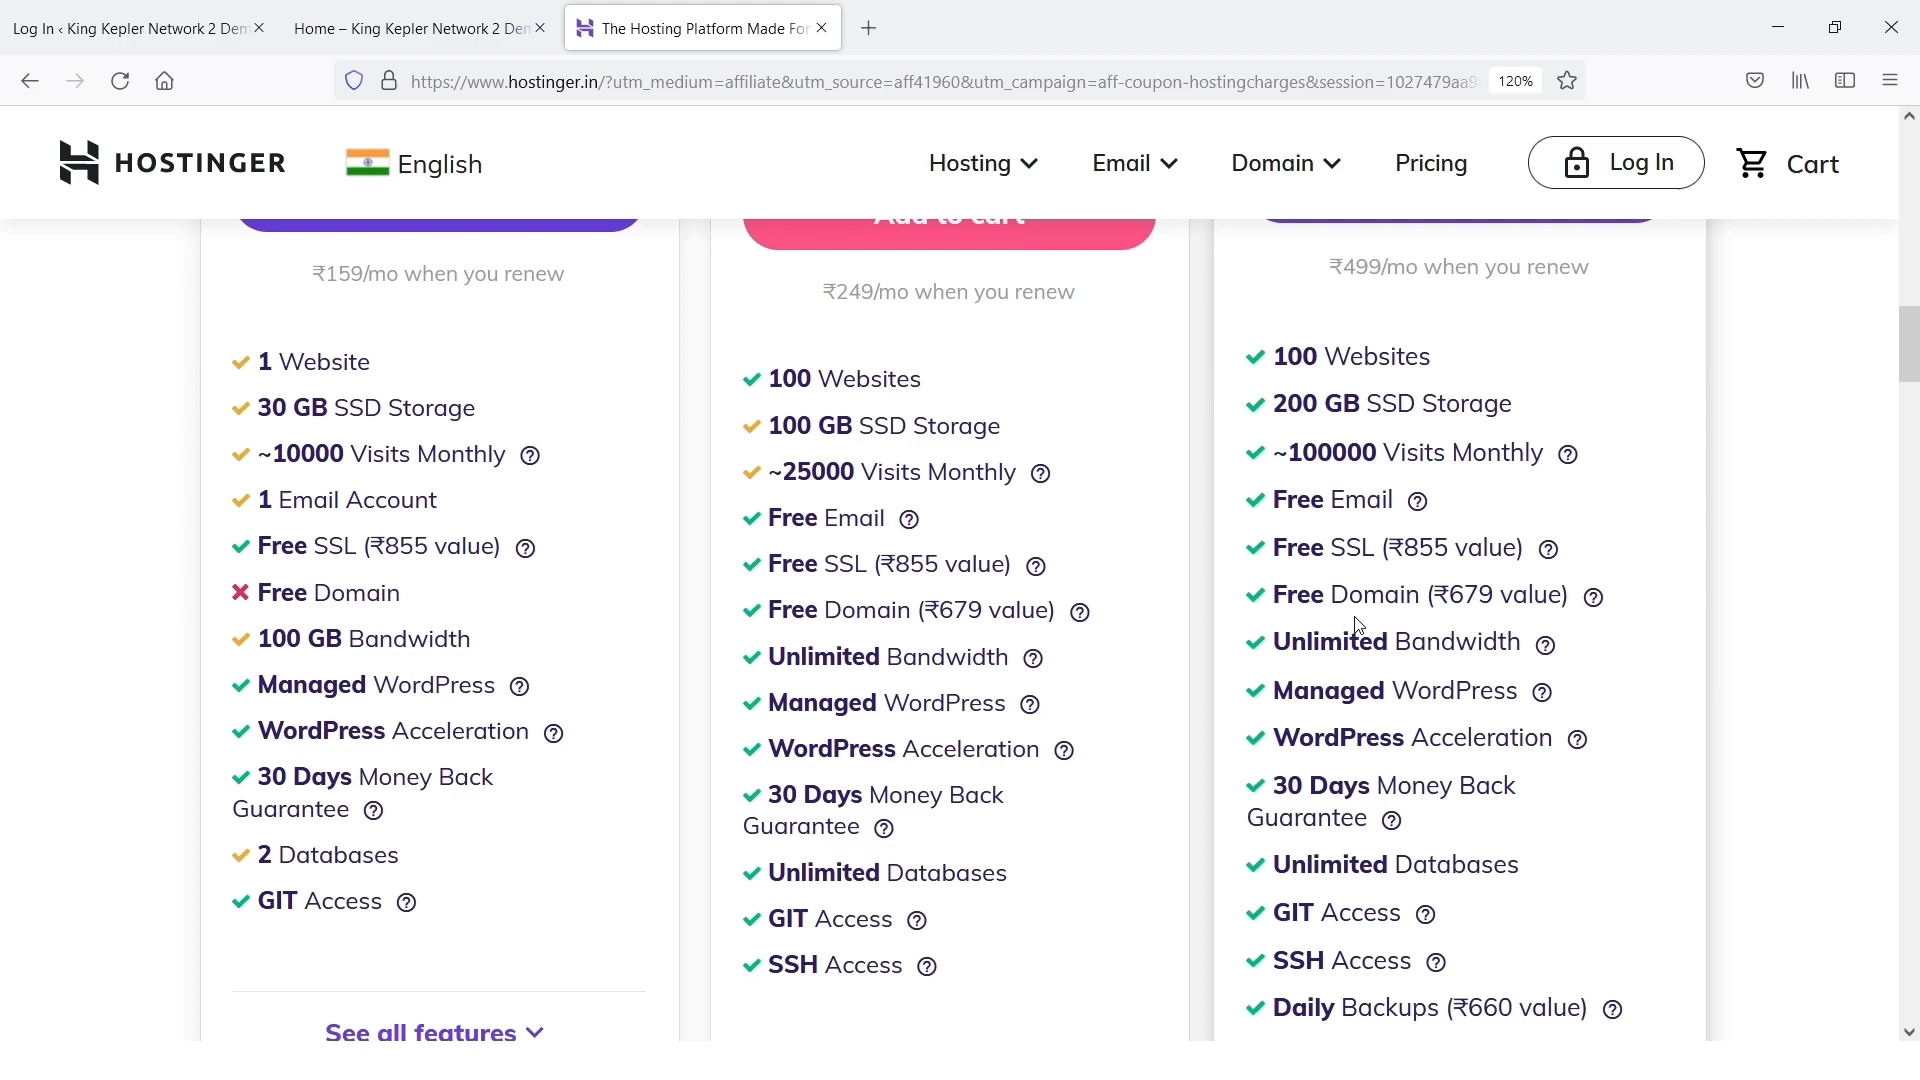 Log In ‹ King Kepler Network 2 Dem
Home – King Kepler Network 2 Den
The Hosting Platform Made For
https://www.hostinger.in/?utm_medium=affiliate&utm_source=aff41960&utm_campaign=aff-coupon-hostingcharges&session=1027479aa9
120%
HOSTINGER
English
Hosting
Email
Domain
Pricing
Log In
Cart
₹159/mo when you renew
1 Website
30 GB SSD Storage
~10000 Visits Monthly
1 Email Account
Free SSL (₹855 value)
Free Domain
100 GB Bandwidth
Managed WordPress
WordPress Acceleration
30 Days Money Back
Guarantee
2 Databases
GIT Access
See all features
Add to cart
₹249/mo when you renew
100 Websites
100 GB SSD Storage
~25000 Visits Monthly
Free Email
Free SSL (₹855 value)
Free Domain (₹679 value)
Unlimited Bandwidth
Managed WordPress
WordPress Acceleration
30 Days Money Back
Guarantee
Unlimited Databases
GIT Access
SSH Access
₹499/mo when you renew
100 Websites
200 GB SSD Storage
~100000 Visits Monthly
Free Email
Free SSL (₹855 value)
Free Domain (₹679 value)
Unlimited Bandwidth
Managed WordPress
WordPress Acceleration
30 Days Money Back
Guarantee
Unlimited Databases
GIT Access
SSH Access
Daily Backups (₹660 value)